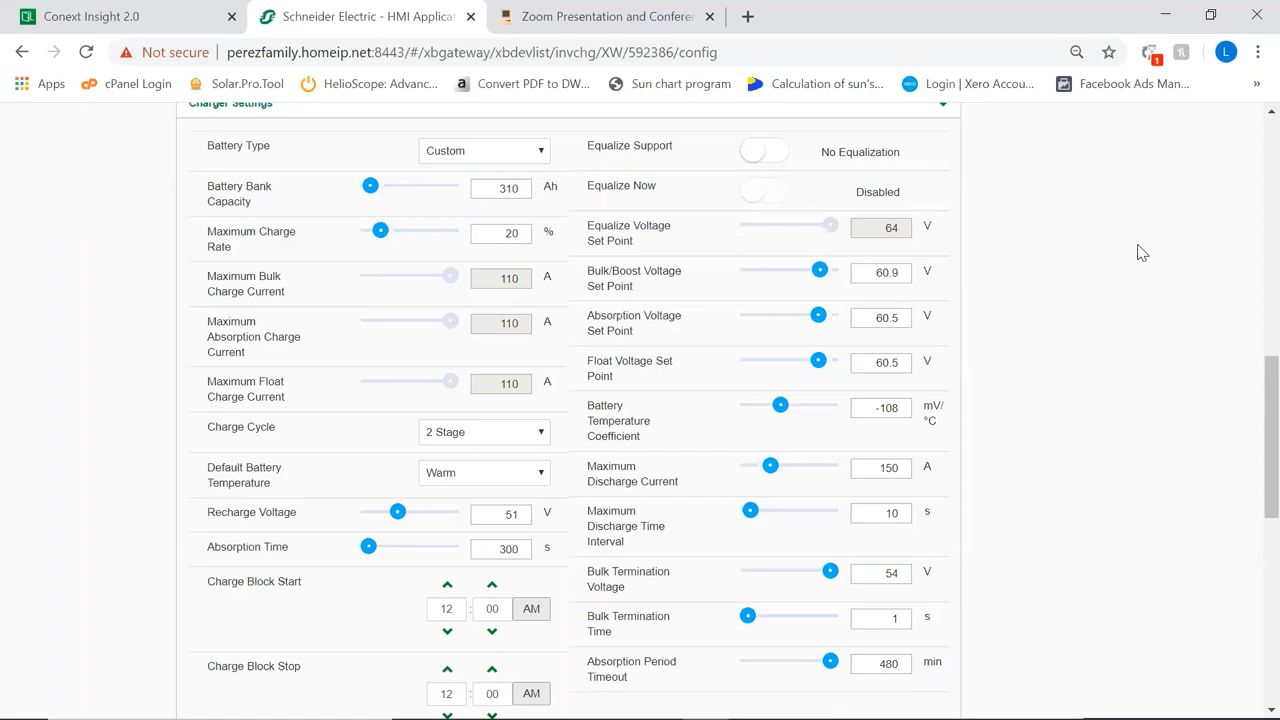 Conext Insight 2.0
Schneider Electric - HMI Applicat
Zoom Presentation and Conferen
Not secure
perezfamily.homeip.net:8443/#/xbgateway/xbdevlist/invchg/XW/592386/config
1
L
Apps
cPanel Login
Solar.Pro.Tool
HelioScope: Advanc...
a
Convert PDF to DW...
Sun chart program
Calculation of sun's...
xero
Login | Xero Accou...
Facebook Ads Man...
»
Charger Settings
Battery Type
Custom
Battery Bank
Capacity
310
Ah
Maximum Charge
Rate
20
%
Maximum Bulk
Charge Current
110
A
Maximum
Absorption Charge
Current
110
A
Maximum Float
Charge Current
110
A
Charge Cycle
2 Stage
Default Battery
Temperature
Warm
Recharge Voltage
51
V
Absorption Time
300
s
Charge Block Start
12 : 00 AM
Charge Block Stop
12 : 00 AM
Equalize Support
No Equalization
Equalize Now
Disabled
Equalize Voltage
Set Point
64
V
Bulk/Boost Voltage
Set Point
60.9
V
Absorption Voltage
Set Point
60.5
V
Float Voltage Set
Point
60.5
V
Battery
Temperature
Coefficient
-108
mV/
°C
Maximum
Discharge Current
150
A
Maximum
Discharge Time
Interval
10
s
Bulk Termination
Voltage
54
V
Bulk Termination
Time
1
s
Absorption Period
Timeout
480
min